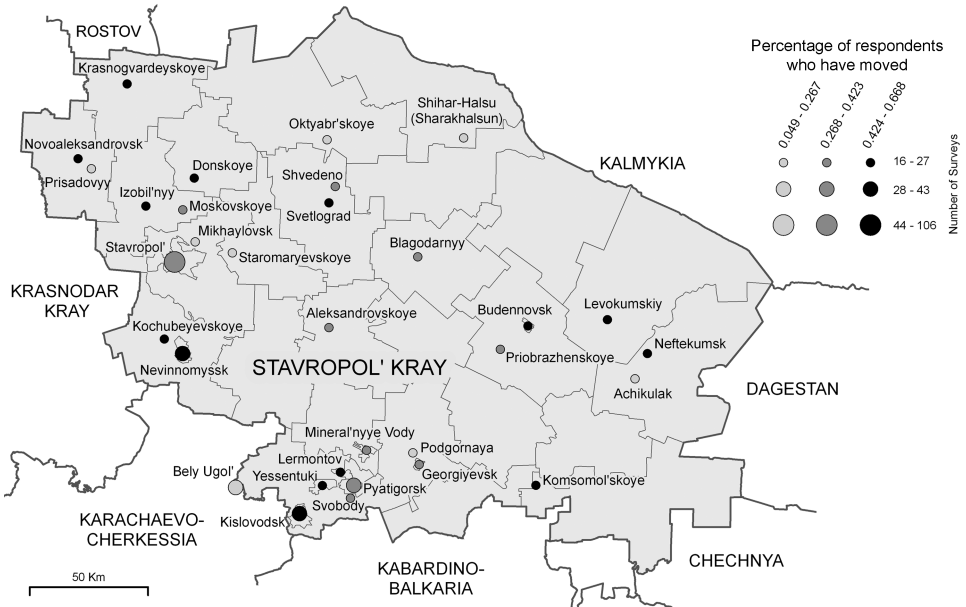 ROSTOV
Krasnogvardeyskoye
Shihar-Halsu
(Sharakhalsun)
Oktyabr'skoye
Novoaleksandrovsk
Prisadovyy
Donskoye
Shvedeno
Izobil'nyy
Moskovskoye
Svetlograd
KALMYKIA
Mikhaylovsk
Stavropol'
Staromaryevskoye
Blagodarnyy
KRASNODAR
KRAY
Kochubeyevskoye
Aleksandrovskoye
Budennovsk
Levokumskiy
Neftekumsk
Priobrazhenskoye
Nevinnomyssk
STAVROPOL' KRAY
Achikulak
DAGESTAN
Mineral'nyye Vody
Podgornaya
Lermontov
Bely Ugol'
Yessentuki
Georgiyevsk
Pyatigorsk
Komsomol'skoye
Svobody
Kislovodsk
KARACHAEVO-
CHERKESSIA
KABARDINO-
BALKARIA
CHECHNYA
50 Km
Percentage of respondents
who have moved
0.049 - 0.267
0.268 - 0.423
0.424 - 0.668
16 - 27
28 - 43
44 - 106
Number of Surveys